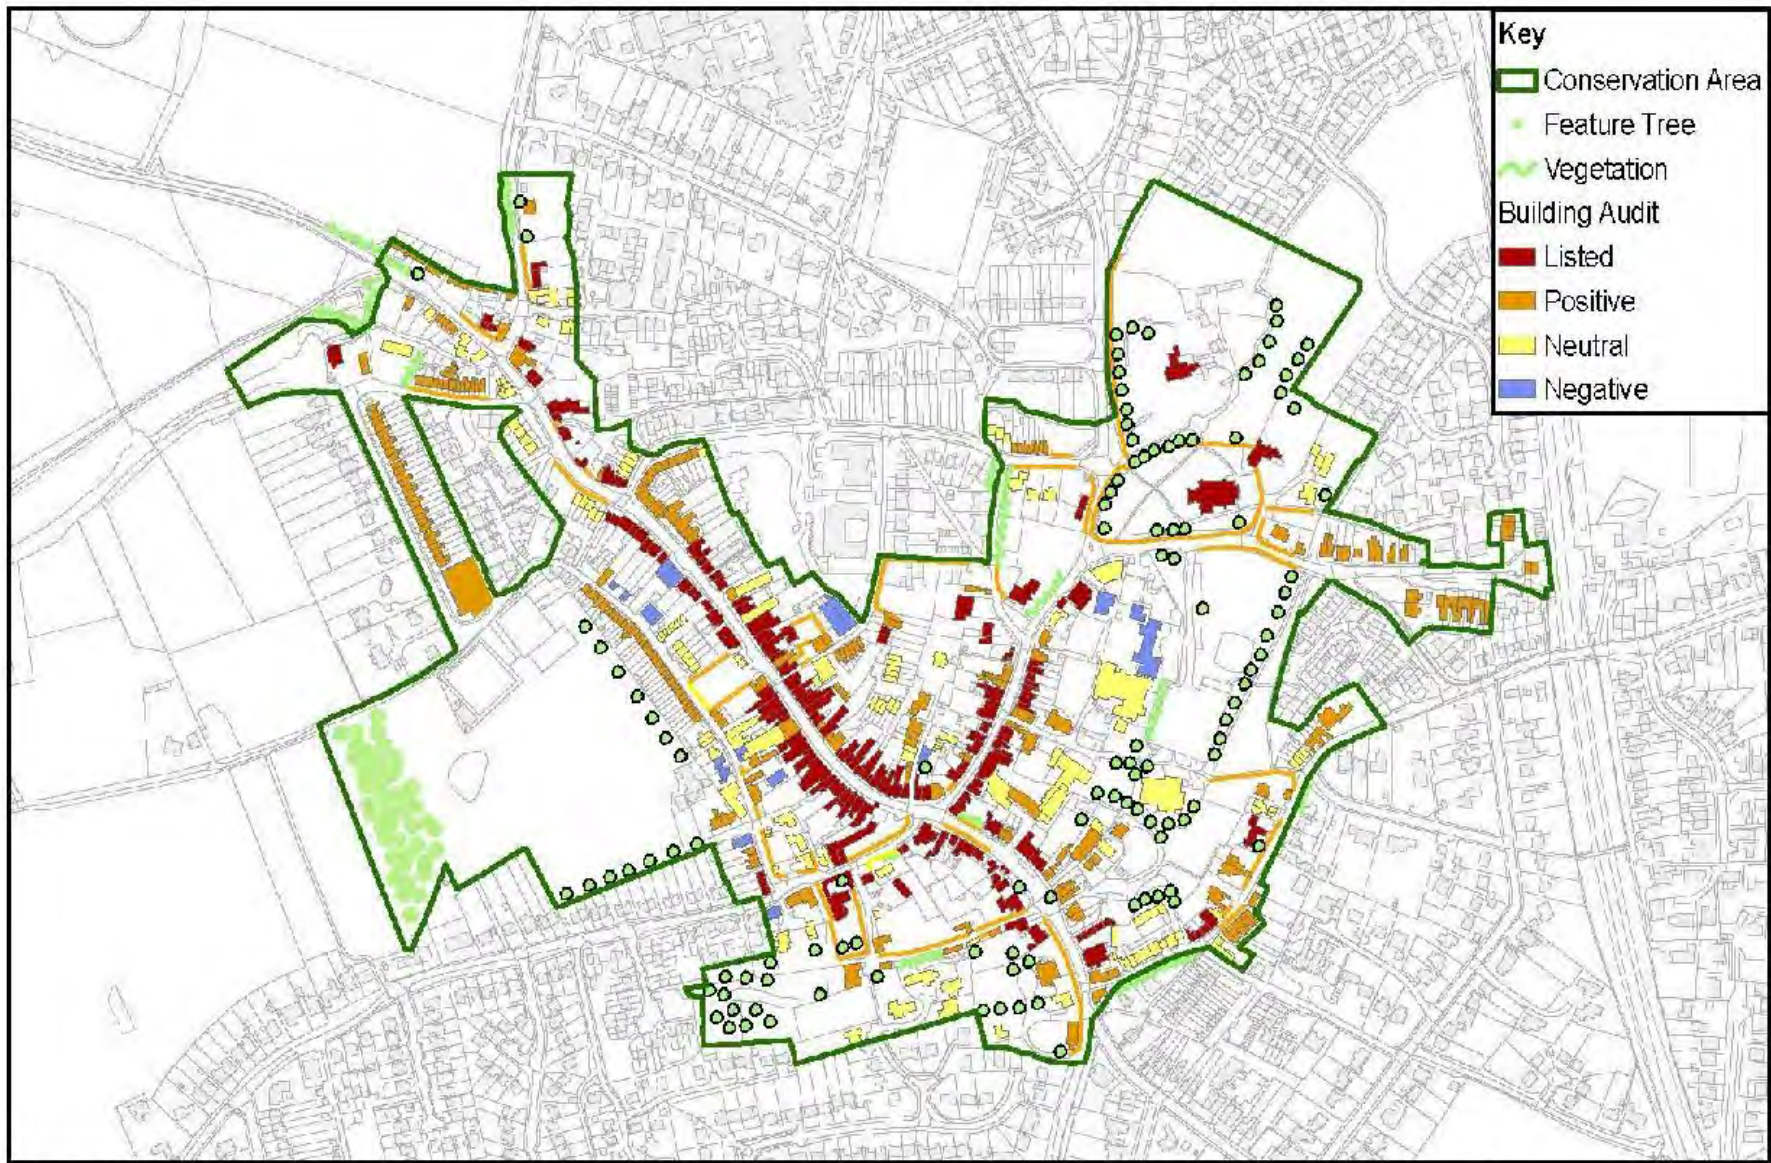 Key
Conservation Area
Feature Tree
Vegetation
Building Audit
Listed
Positive
Neutral
Negative